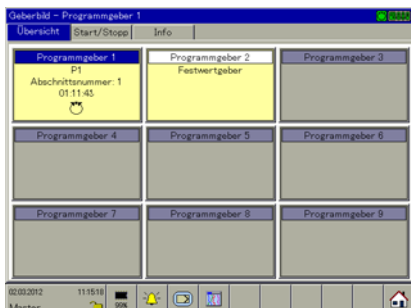 Geberbild - Programmgeber 1
Übersicht Start/Stopp Info
Programmgeber 1 Programmgeber 2 Programmgeber 3
P1 Festwertgeber
Abschnittsnummer: 1
01:11:43
Programmgeber 4 Programmgeber 5 Programmgeber 6
Programmgeber 7 Programmgeber 8 Programmgeber 9
02.03.2012 11:15:18
Master 99%